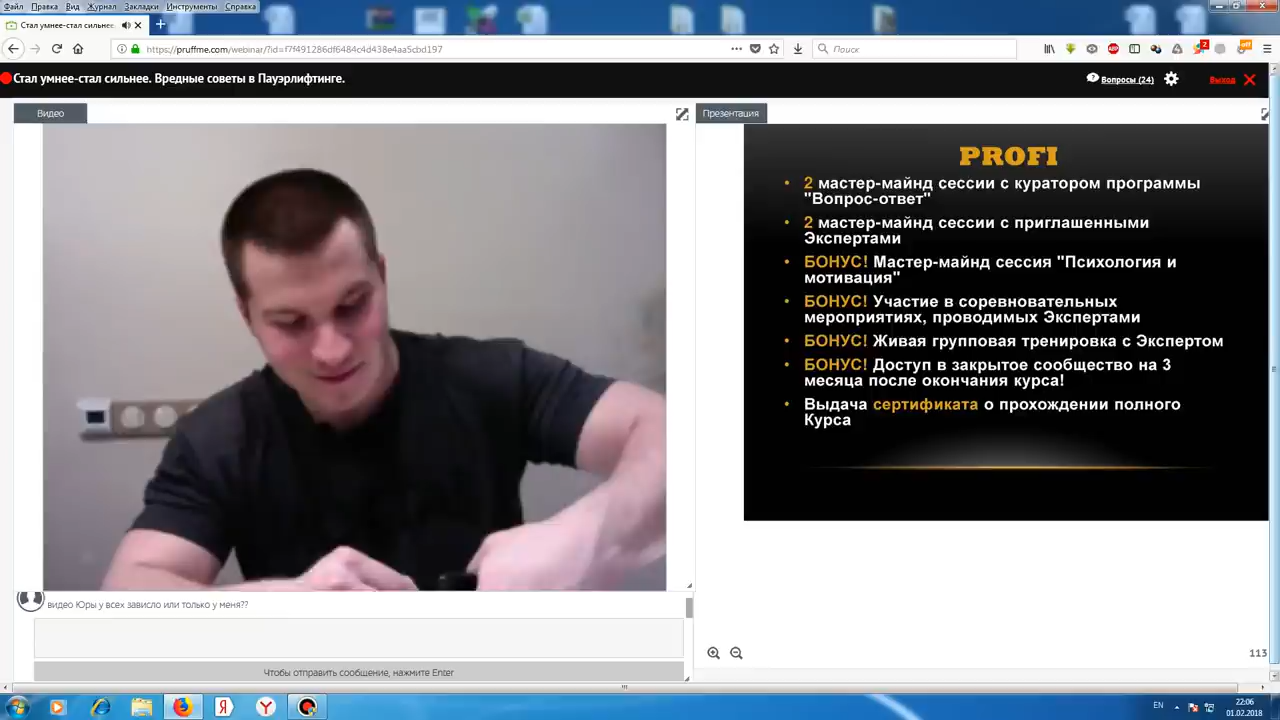 Файл Правка Вид Журнал Закладки Инструменты Справка
Стал умнее-стал сильнее
https://pruffme.com/webinar/?id=f7f491286df6484c4d438e4aa5cbd197
Поиск
ABP
2
off
Стал умнее-стал сильнее. Вредные советы в Пауэрлифтинге.
Вопросы (24)
Выход
Видео
Презентация
PROFI
• 2 мастер-майнд сессии с куратором программы
"Вопрос-ответ"
• 2 мастер-майнд сессии с приглашенными
Экспертами
• БОНУС! Мастер-майнд сессия "Психология и
мотивация"
• БОНУС! Участие в соревновательных
мероприятиях, проводимых Экспертами
• БОНУС! Живая групповая тренировка с Экспертом
• БОНУС! Доступ в закрытое сообщество на 3
месяца после окончания курса!
• Выдача сертификата о прохождении полного
Курса
видео Юры у всех зависло или только у меня??
Чтобы отправить сообщение, нажмите Enter
113
EN
22:06
01.02.2018